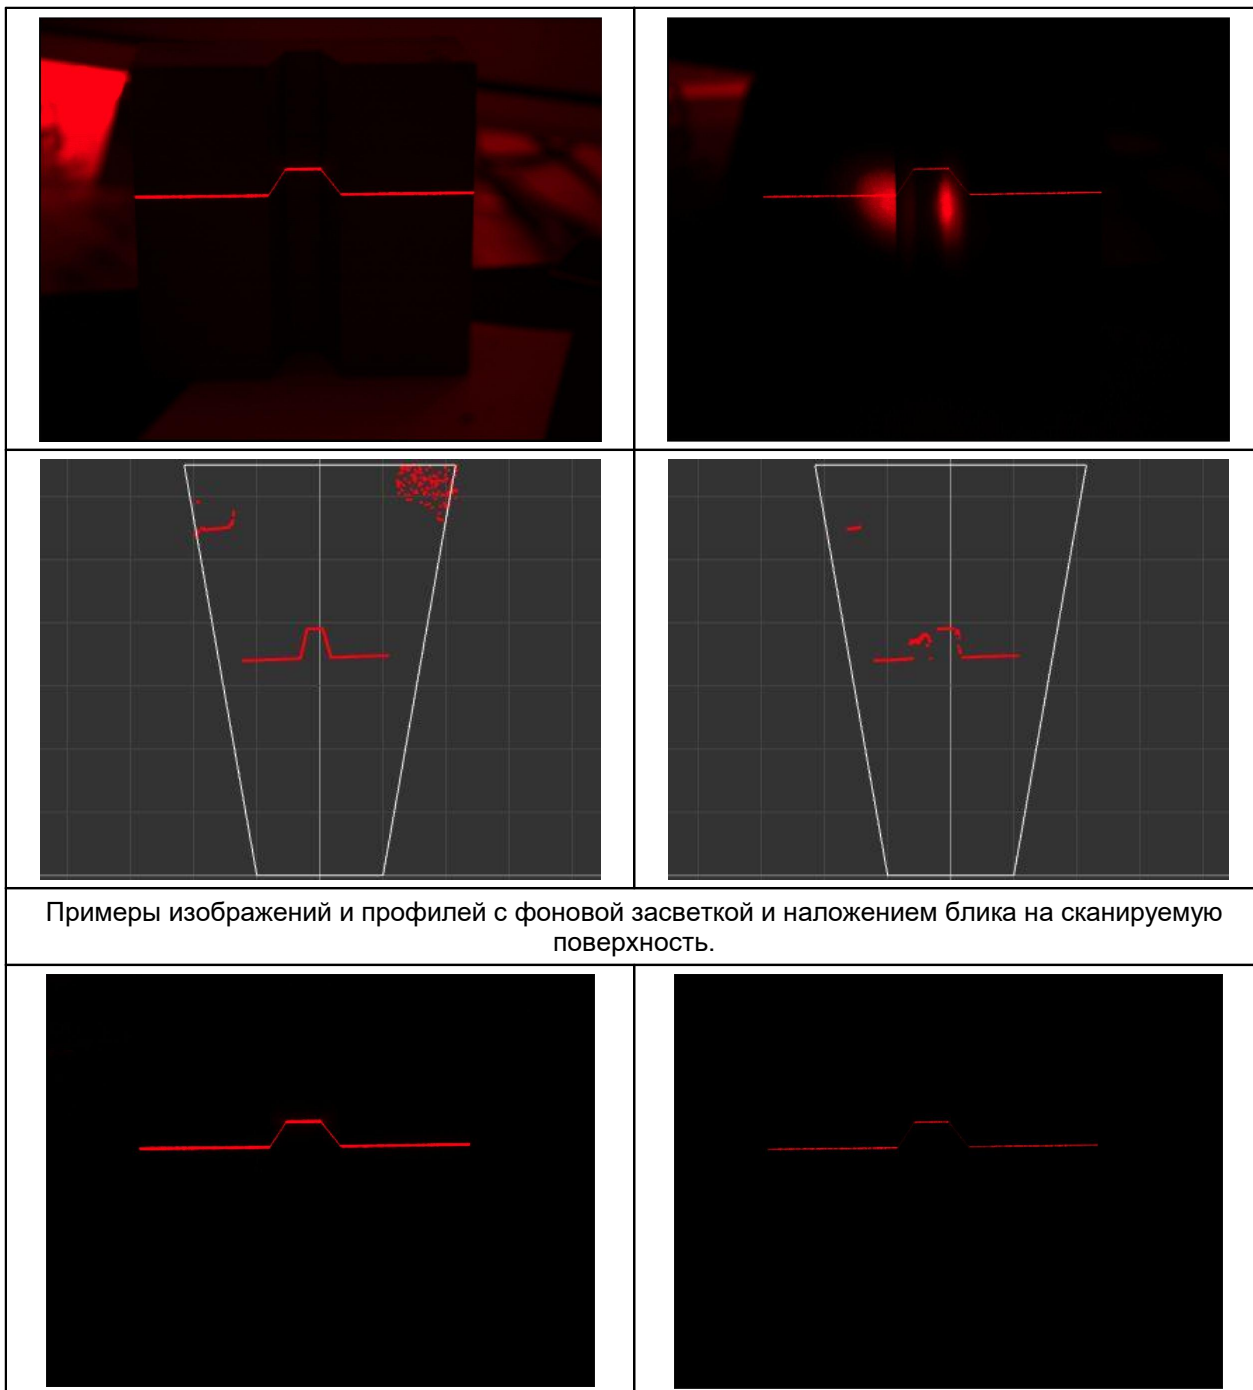 Примеры изображений и профилей с фоновой засветкой и наложением блика на сканируемую
поверхность.